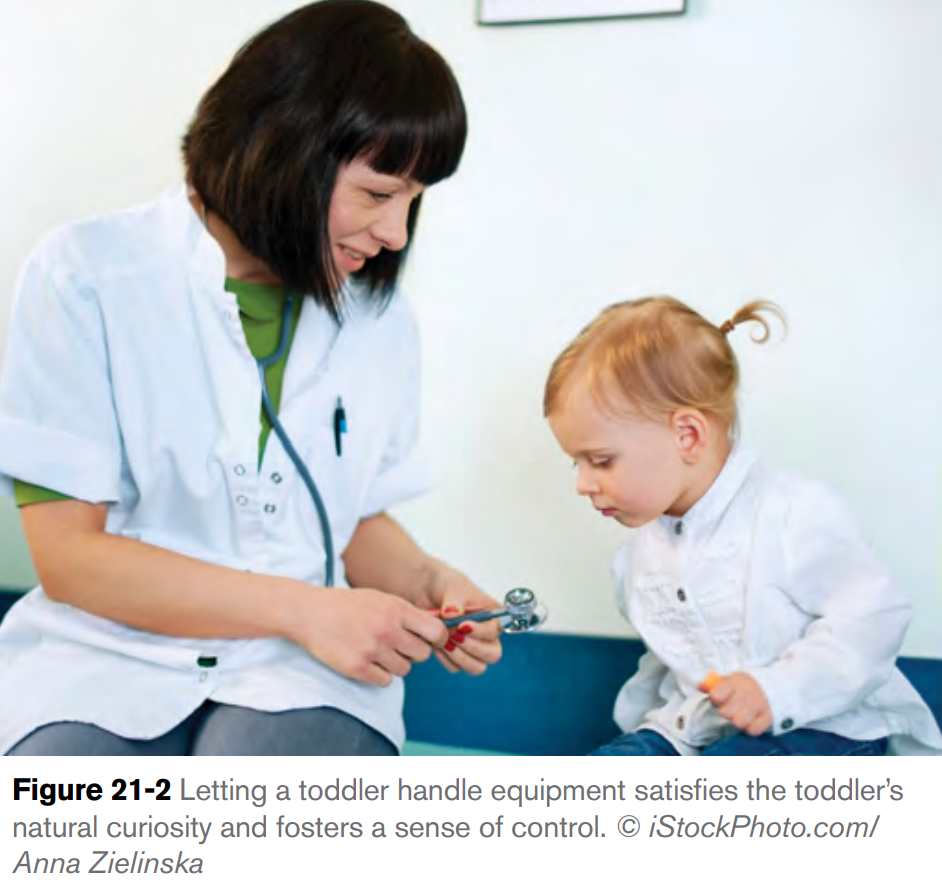 Figure 21-2 Letting a toddler handle equipment satisfies the toddler’s
natural curiosity and fosters a sense of control. © iStockPhoto.com/
Anna Zielinska